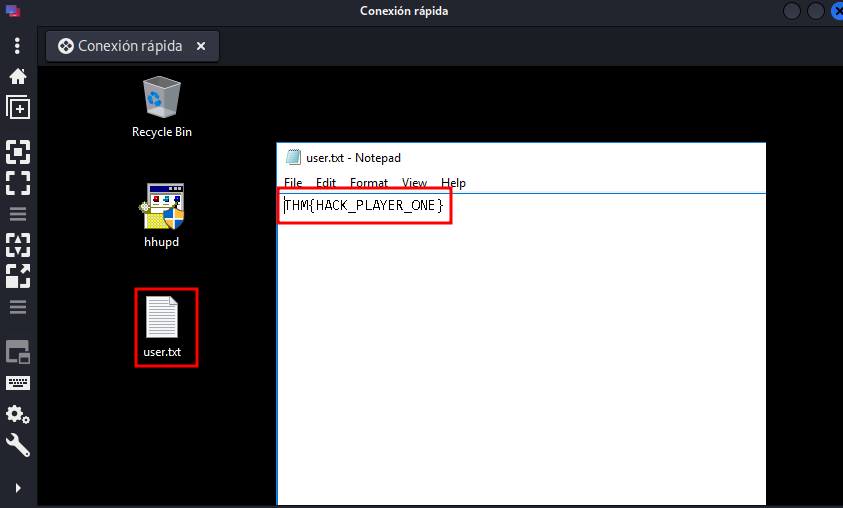 Conexión rápida
Conexión rápida
Recycle Bin
hhupd
user.txt
user.txt - Notepad
File Edit Format View Help
THM{HACK_PLAYER_ONE}